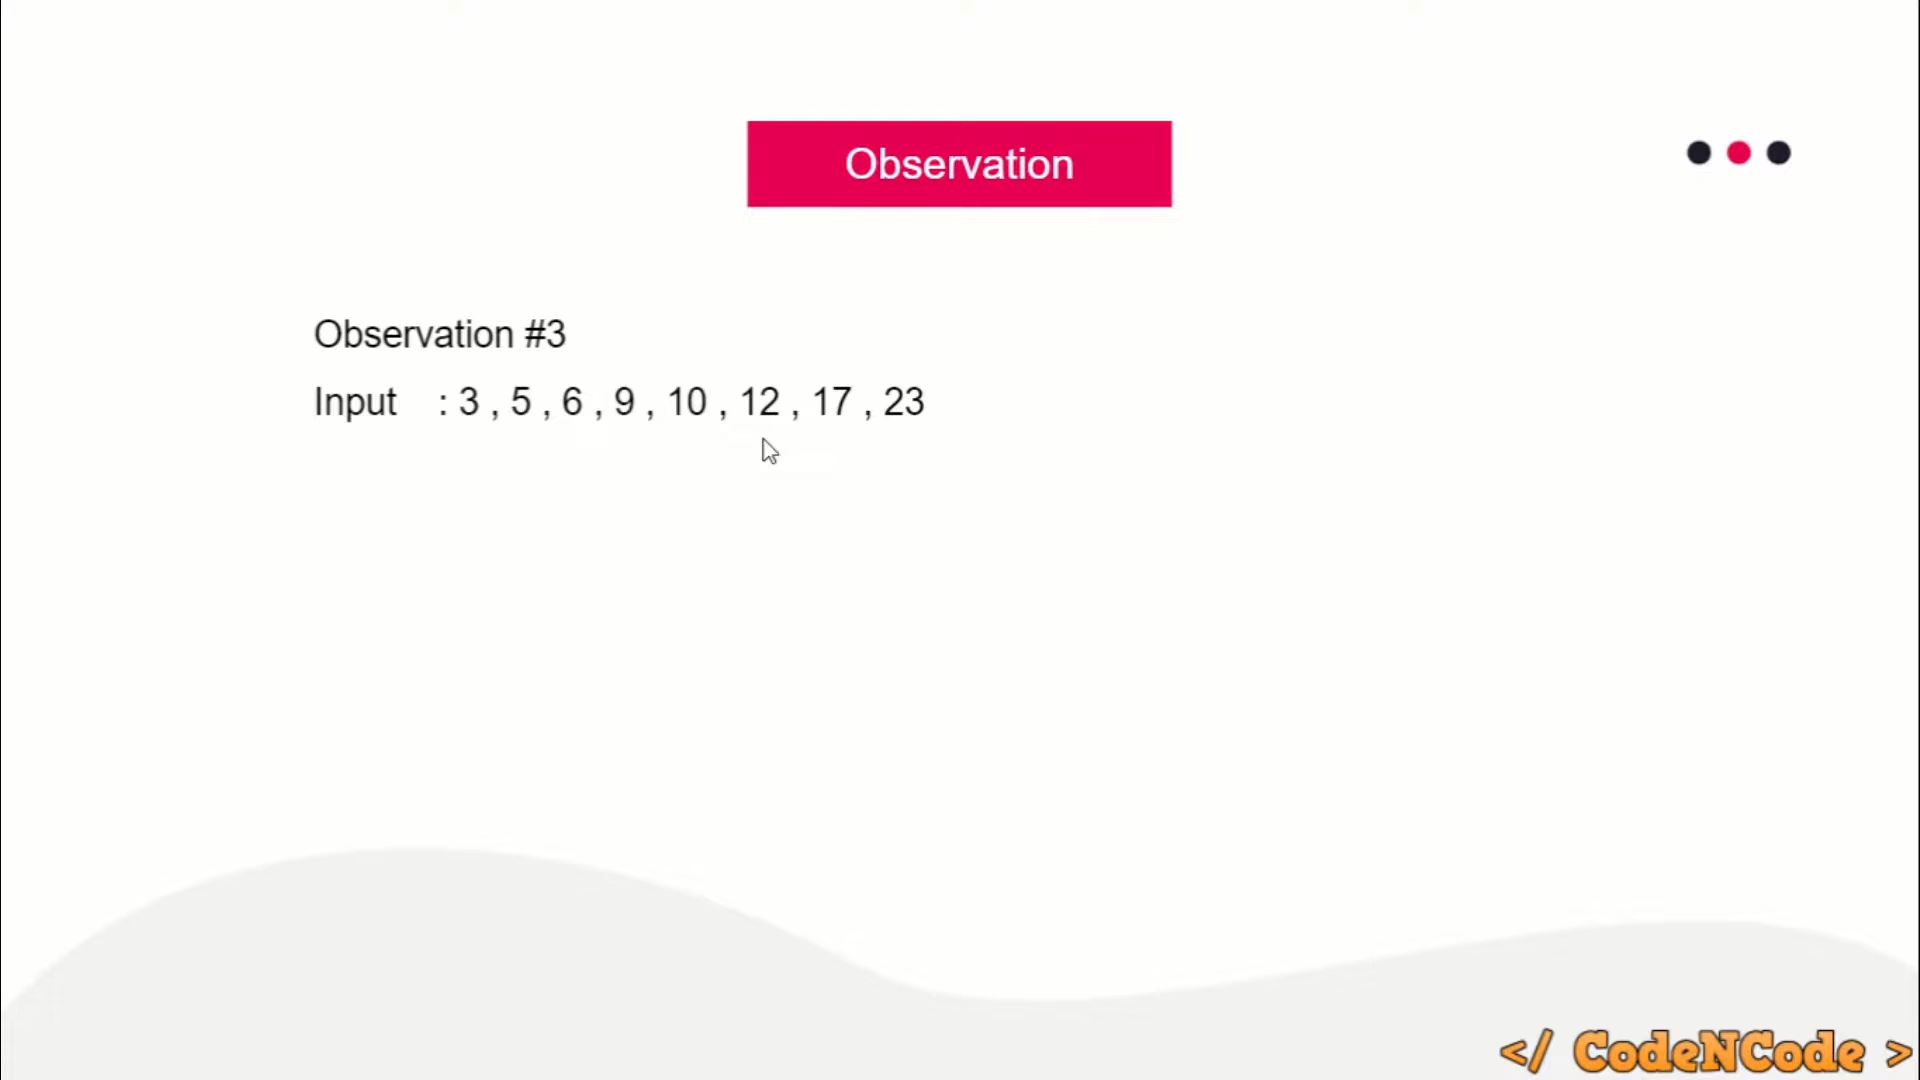 Observation
Observation #3
Input : 3 , 5 , 6 , 9 , 10 , 12 , 17 , 23
</ CodeNCode >